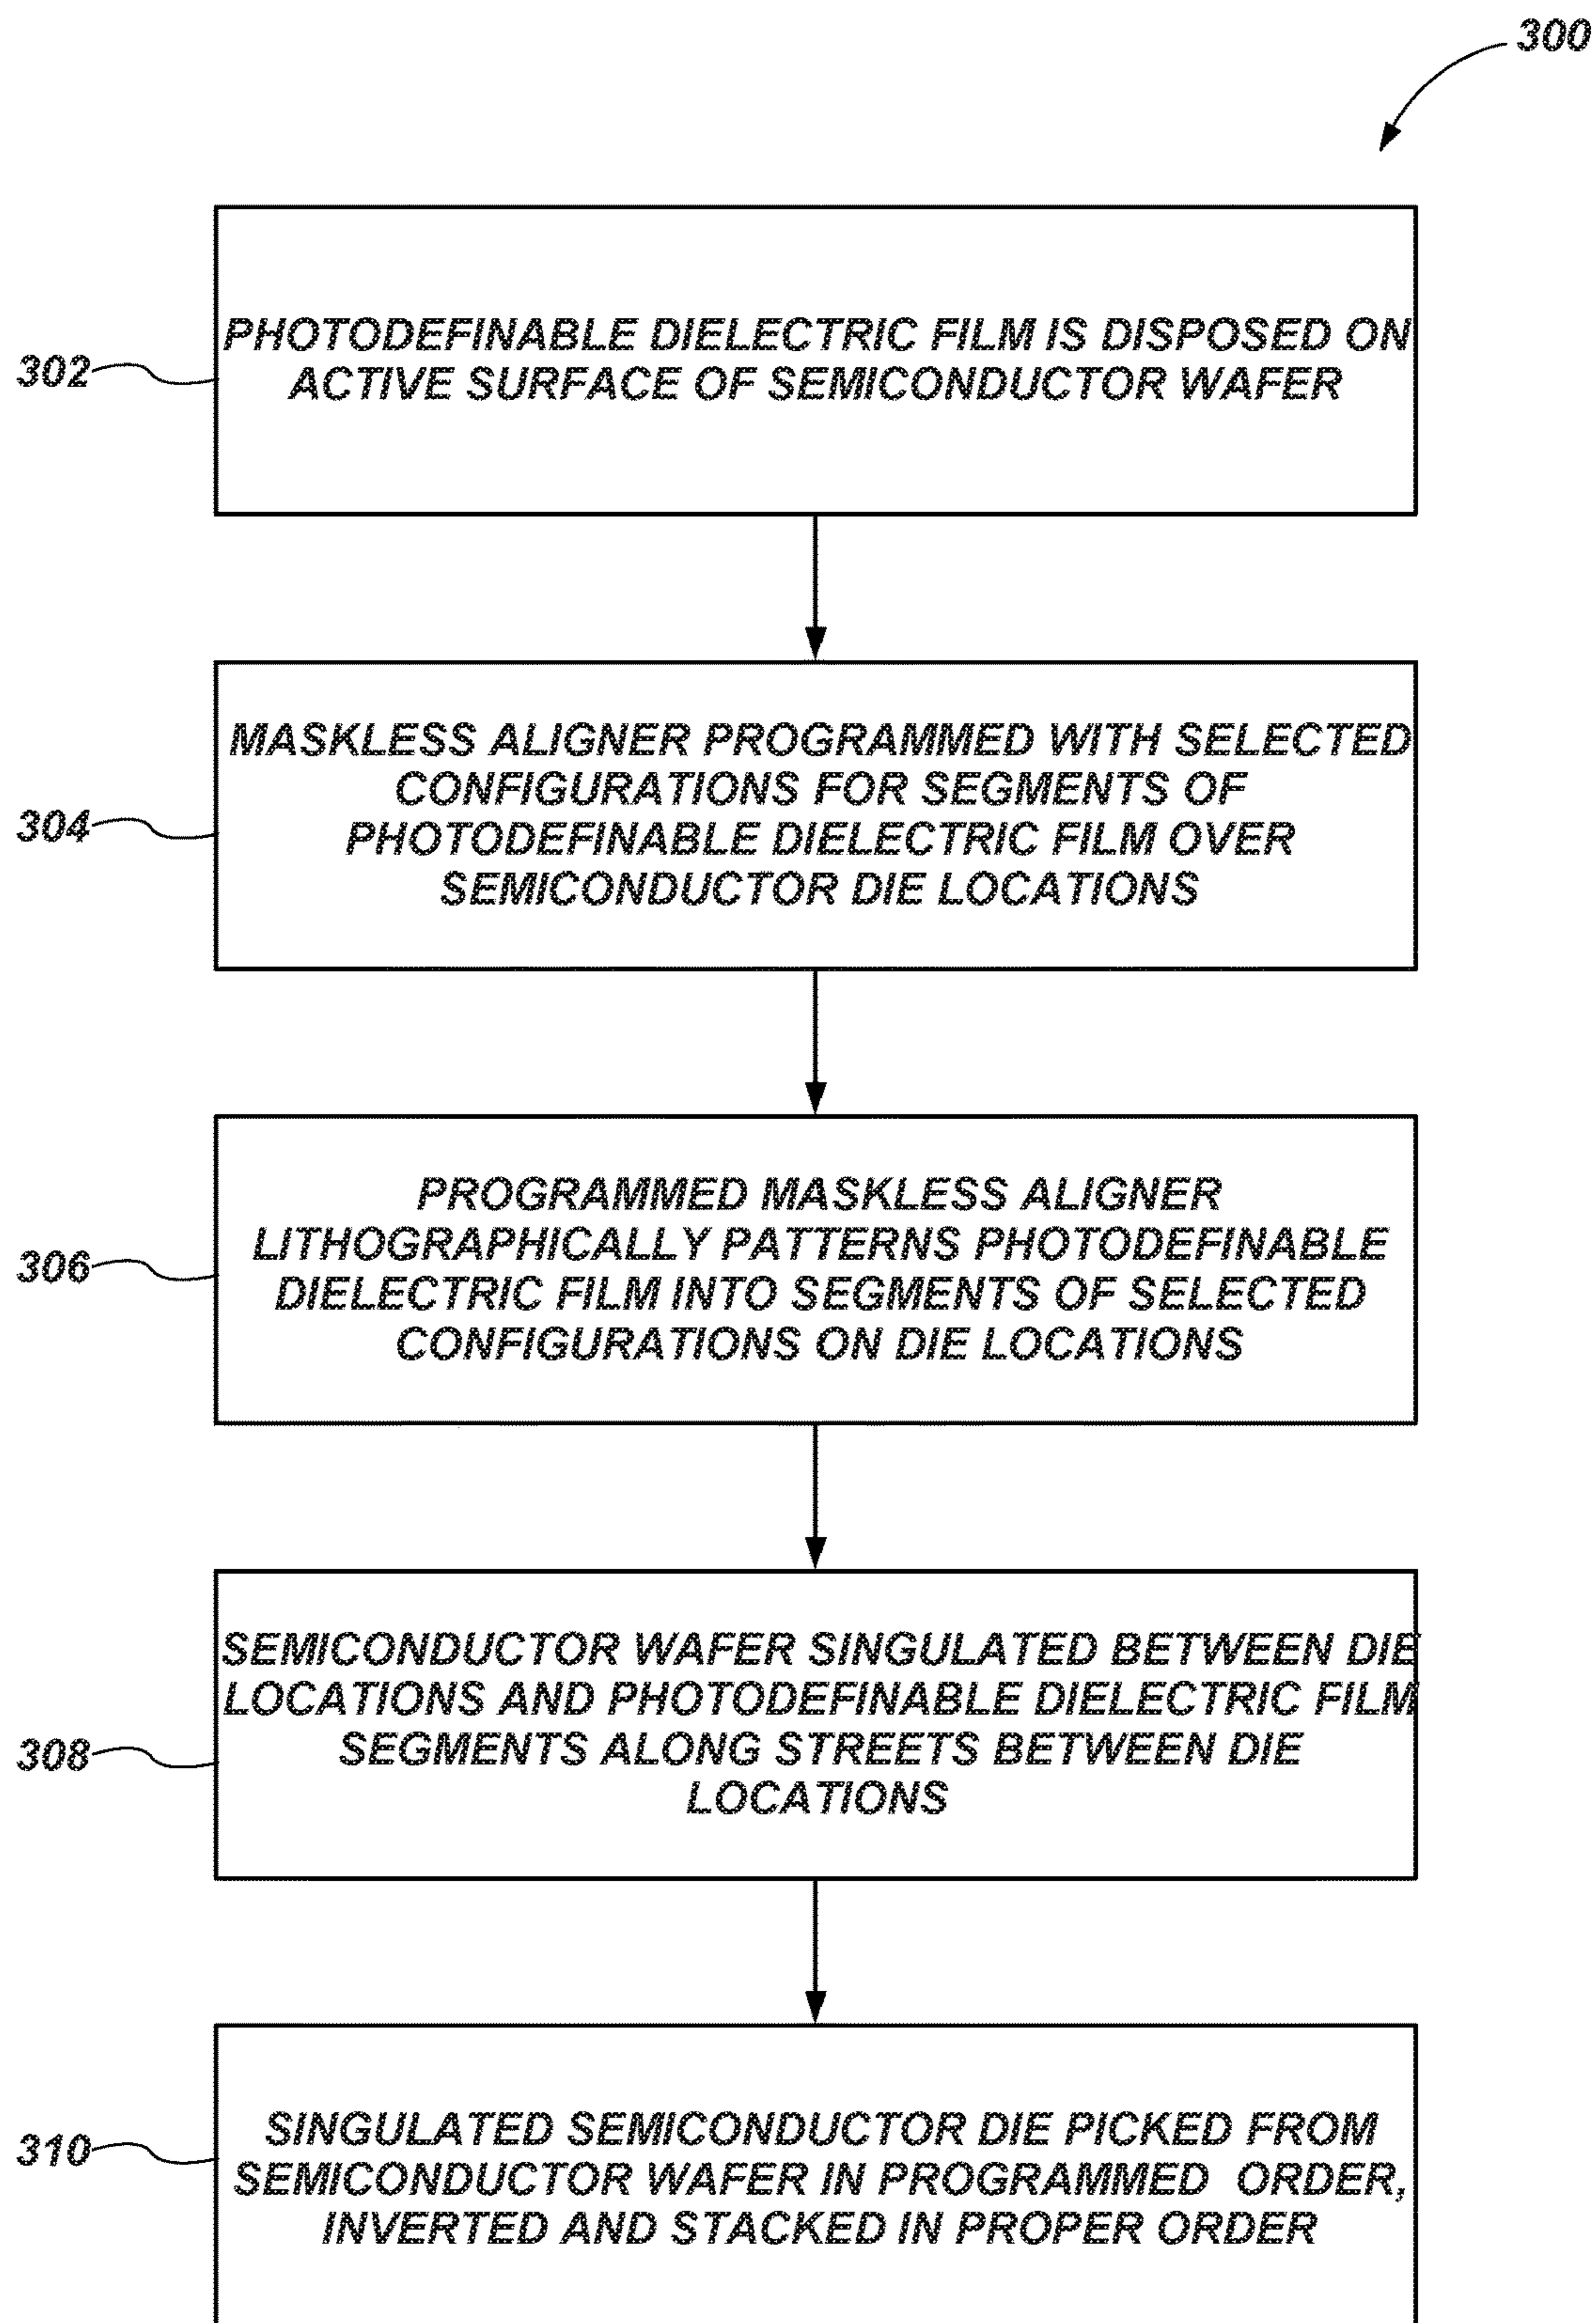 300
302
PHOTODEFINABLE DIELECTRIC FILM IS DISPOSED ON
ACTIVE SURFACE OF SEMICONDUCTOR WAFER
304
MASKLESS ALIGNER PROGRAMMED WITH SELECTED
CONFIGURATIONS FOR SEGMENTS OF
PHOTODEFINABLE DIELECTRIC FILM OVER
SEMICONDUCTOR DIE LOCATIONS
306
PROGRAMMED MASKLESS ALIGNER
LITHOGRAPHICALLY PATTERNS PHOTODEFINABLE
DIELECTRIC FILM INTO SEGMENTS OF SELECTED
CONFIGURATIONS ON DIE LOCATIONS
308
SEMICONDUCTOR WAFER SINGULATED BETWEEN DIE
LOCATIONS AND PHOTODEFINABLE DIELECTRIC FILM
SEGMENTS ALONG STREETS BETWEEN DIE
LOCATIONS
310
SINGULATED SEMICONDUCTOR DIE PICKED FROM
SEMICONDUCTOR WAFER IN PROGRAMMED ORDER,
INVERTED AND STACKED IN PROPER ORDER